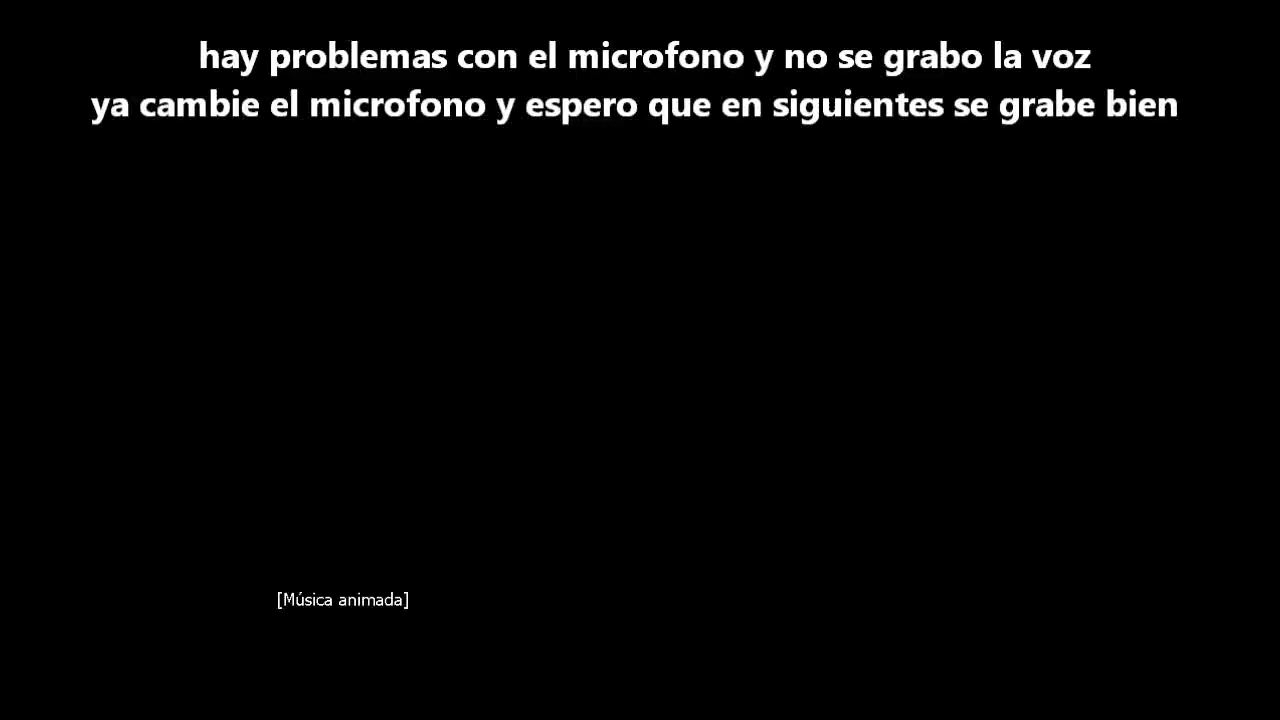 hay problemas con el microfono y no se grabo la voz
ya cambie el microfono y espero que en siguientes se grabe bien
[Música animada]